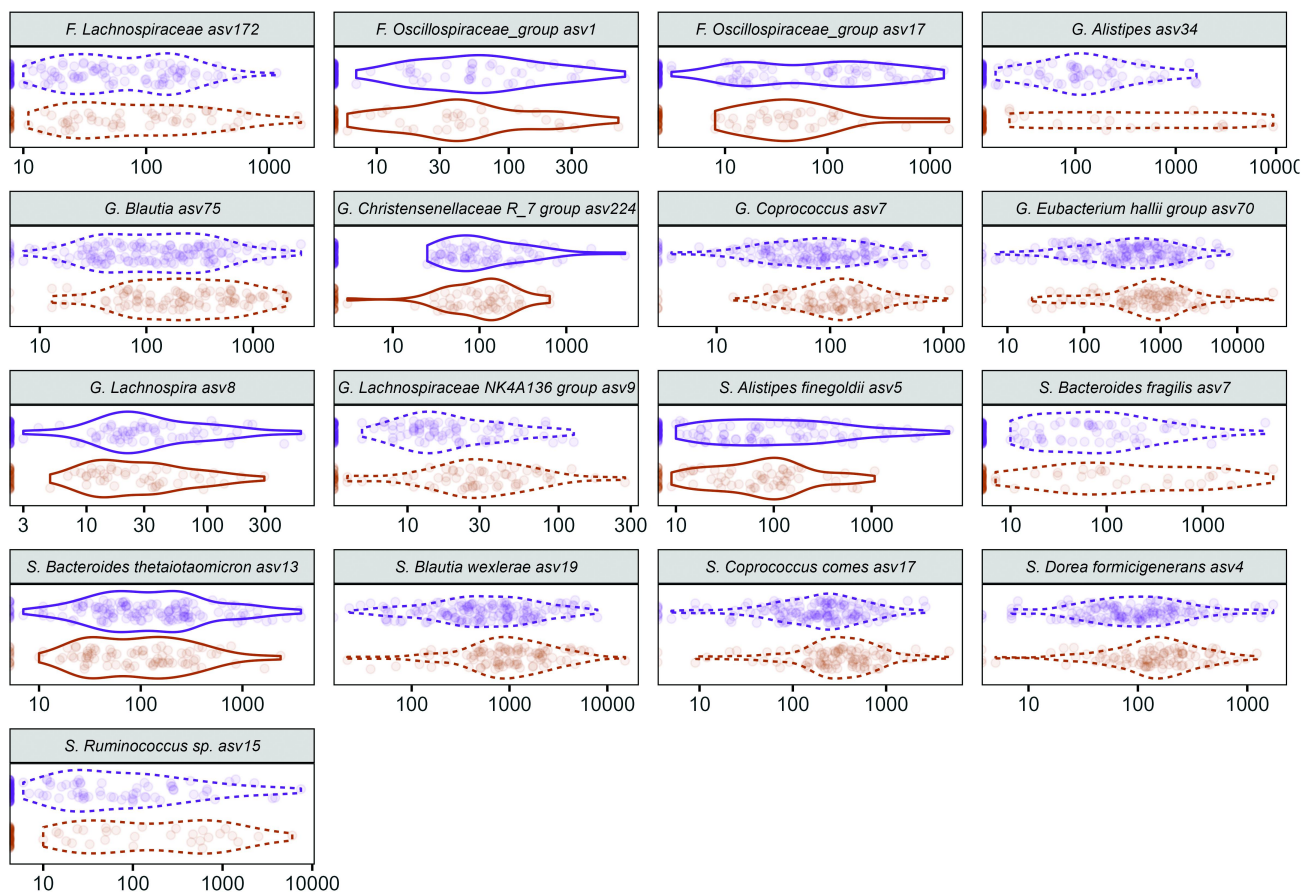 F. Lachnospiraceae asv172
F. Oscillospiraceae_group asv1
F. Oscillospiraceae_group asv17
G. Alistipes asv34
10 100 1000
10 30 100 300
10 100 1000
100 1000 10000
G. Blautia asv75
G. Christensenellaceae R_7 group asv224
G. Coprococcus asv7
G. Eubacterium hallii group asv70
10 100 1000
10 100 1000
10 100 1000
10 100 1000 10000
G. Lachnospira asv8
G. Lachnospiraceae NK4A136 group asv9
S. Alistipes finegoldii asv5
S. Bacteroides fragilis asv7
3 10 30 100 300
10 30 100 300
10 100 1000
10 100 1000
S. Bacteroides thetaiotaomicron asv13
S. Blautia wexlerae asv19
S. Coprococcus comes asv17
S. Dorea formicigenerans asv4
10 100 1000
100 1000 10000
10 100 1000
10 100 1000
S. Ruminococcus sp. asv15
10 100 1000 10000